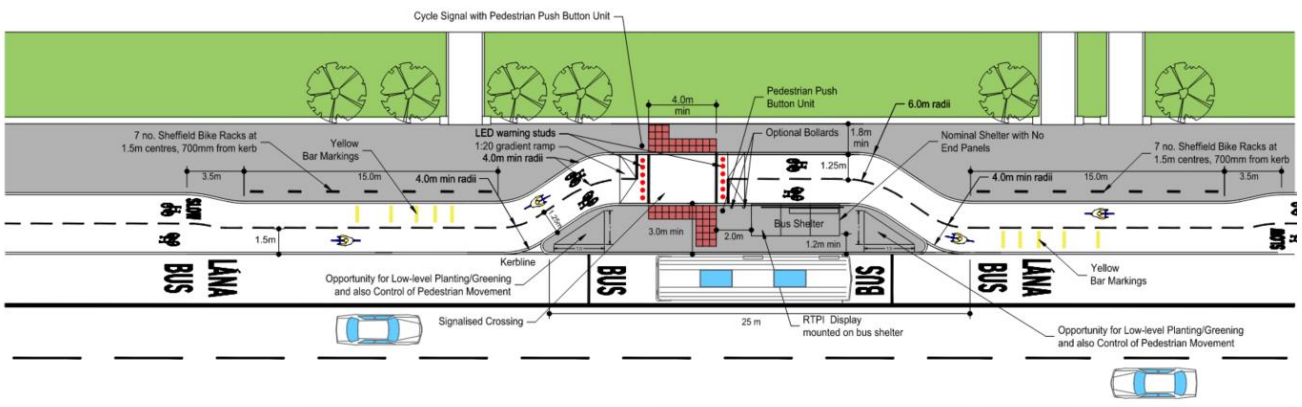 Cycle Signal with Pedestrian Push Button Unit
4.0m
min
Pedestrian Push
Button Unit
6.0m radii
7 no. Sheffield Bike Racks at
1.5m centres, 700mm from kerb
Yellow
Bar Markings
LED warning studs
1:20 gradient ramp
4.0m min radii
Optional Bollards
1.8m
min
Nominal Shelter with No
End Panels
7 no. Sheffield Bike Racks at
1.5m centres, 700mm from kerb
1.25m
4.0m min radii
4.0m min radii
3.5m
15.0m
15.0m
3.5m
SLOW
1.5m
1.25m
3.0m min
2.0m
Bus Shelter
1.2m min
Kerbline
BUS
LÁNA
BUS
BUS
BUS
LÁNA
Yellow
Bar Markings
Opportunity for Low-level Planting/Greening
and also Control of Pedestrian Movement
Signalised Crossing
25 m
RTPI Display
mounted on bus shelter
Opportunity for Low-level Planting/Greening
and also Control of Pedestrian Movement